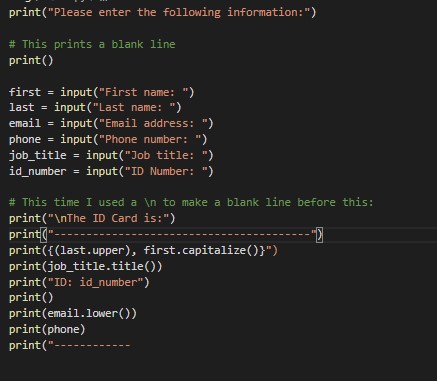 print("Please enter the following information:")
# This prints a blank line
print()
first = input("First name: ")
last = input("Last name: ")
email = input("Email address: ")
phone = input("Phone number: ")
job_title = input("Job title: ")
id_number = input("ID Number: ")
# This time I used a \n to make a blank line before this:
print("\nThe ID Card is:")
print("----------------------------------------")
print({(last.upper), first.capitalize()}")
print(job_title.title())
print("ID: id_number")
print()
print(email.lower())
print(phone)
print("------------